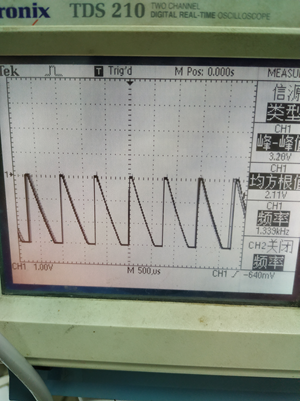 ronix
TDS 210
TWO CHANNEL
DIGITAL REAL-TIME OSCILLOSCOPE
Tek
T Trig'd
M Pos: 0.000s
MEASU
信源
类型
CH1
峰-峰值
3.28V
CH1
均方根值
2.11V
CH1
频率
1.333kHz
CH2关闭
频率
1+
CH1 1.00V
M 500us
CH1
-640mV